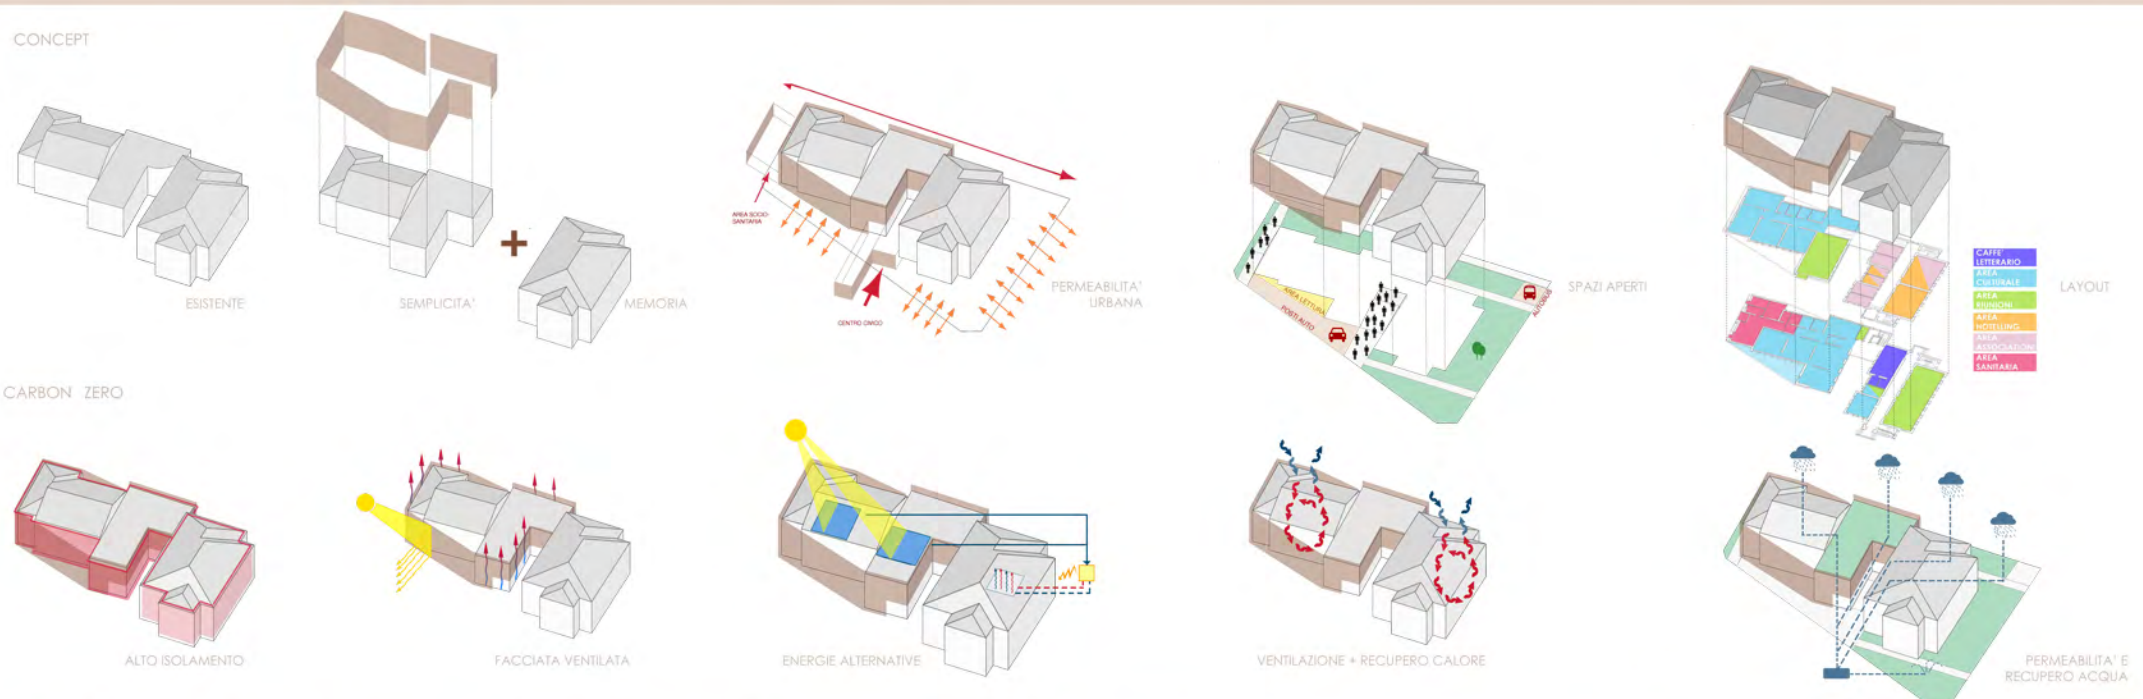 CONCEPT
ESISTENTE
SEMPLICITA'
MEMORIA
AREA SOCIO-
SANITARIA
CENTRO CIVICO
PERMEABILITA'
URBANA
AREA LETTURA
POSTI AUTO
AUTOBUS
SPAZI APERTI
CAFFE'
LETTERARIO
AREA
CULTURALE
AREA
RIUNIONI
AREA
HOTELLING
AREA
ASSOCIAZIONI
AREA
SANITARIA
LAYOUT
CARBON ZERO
ALTO ISOLAMENTO
FACCIATA VENTILATA
ENERGIE ALTERNATIVE
VENTILAZIONE + RECUPERO CALORE
PERMEABILITA' E
RECUPERO ACQUA